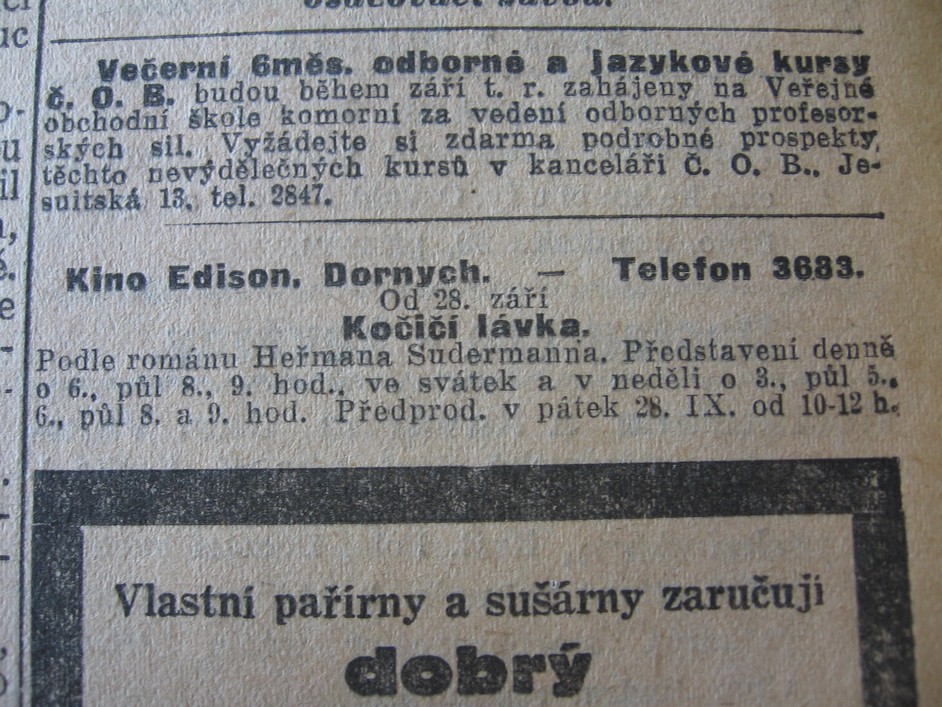 Večerní 6měs. odborné a jazykové kursy
č. O. B. budou během září t. r. zahájeny na Veřejné
obchodní škole komorní za vedení odborných profesor-
ských sil. Vyžádejte si zdarma podrobné prospekty
těchto nevýdělečných kursů v kanceláři Č. O. B., Je-
suitská 13, tel. 2847.
Kino Edison, Dornych. — Telefon 3683.
Od 28. září
Kočičí lávka.
Podle románu Heřmana Sudermanna. Představení denně
o 6., půl 8., 9. hod., ve svátek a v neděli o 3., půl 5.,
6., půl 8. a 9. hod. Předprod. v pátek 28. IX. od 10-12 h.
Vlastní pařírny a sušárny zaručují
dobrý